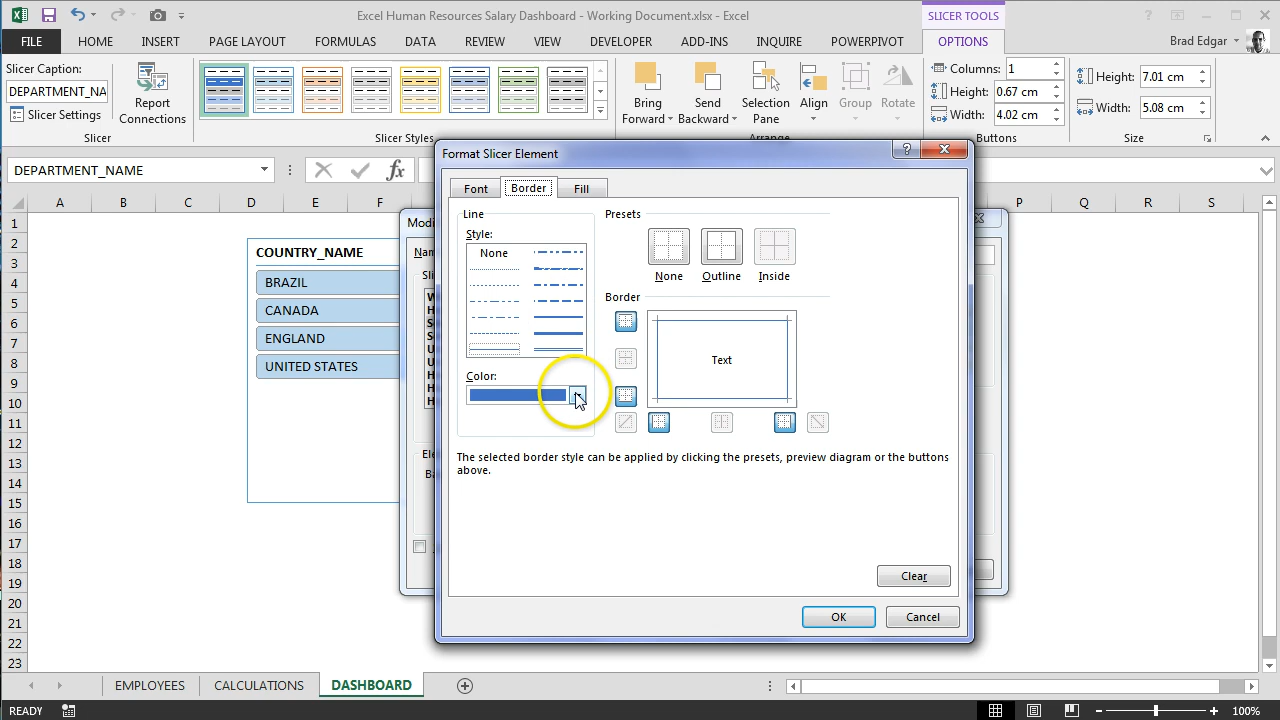 Excel Human Resources Salary Dashboard - Working Document.xlsx - Excel
SLICER TOOLS
FILE HOME INSERT PAGE LAYOUT FORMULAS DATA REVIEW VIEW DEVELOPER ADD-INS INQUIRE POWERPIVOT OPTIONS Brad Edgar
Slicer Caption:
DEPARTMENT_NA
Slicer Settings
Report
Connections
Slicer
Slicer Styles
Bring
Forward
Send
Backward
Selection
Pane
Align
Group
Rotate
Arrange
Columns: 1
Height: 0.67 cm
Width: 4.02 cm
Buttons
Height: 7.01 cm
Width: 5.08 cm
Size
DEPARTMENT_NAME
fx
A B C D E F P Q R S
1
2
3
4
5
6
7
8
9
10
11
12
13
14
15
16
17
18
19
20
21
22
23
COUNTRY_NAME
BRAZIL
CANADA
ENGLAND
UNITED STATES
Format Slicer Element
?
Font Border Fill
Line
Style:
None
Color:
Presets
None Outline Inside
Border
Text
The selected border style can be applied by clicking the presets, preview diagram or the buttons
above.
Clear
OK Cancel
EMPLOYEES CALCULATIONS DASHBOARD
READY
100%